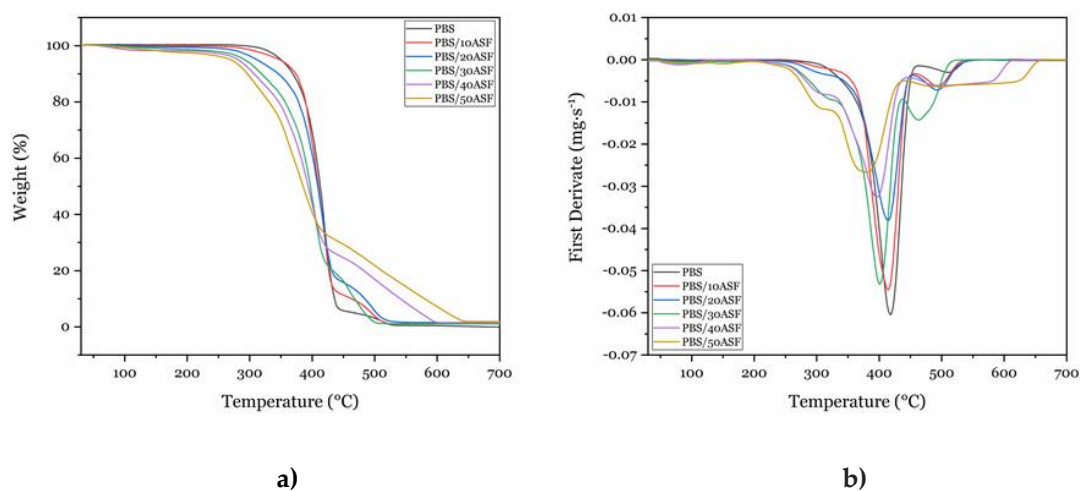 100
80
60
40
20
0
Weight (%)
100
200
300
400
500
600
700
Temperature (°C)
PBS
PBS/10ASF
PBS/20ASF
PBS/30ASF
PBS/40ASF
PBS/50ASF
a)
0.01
0.00
-0.01
-0.02
-0.03
-0.04
-0.05
-0.06
-0.07
First Derivate (mg·s⁻¹)
100
200
300
400
500
600
700
Temperature (°C)
PBS
PBS/10ASF
PBS/20ASF
PBS/30ASF
PBS/40ASF
PBS/50ASF
b)